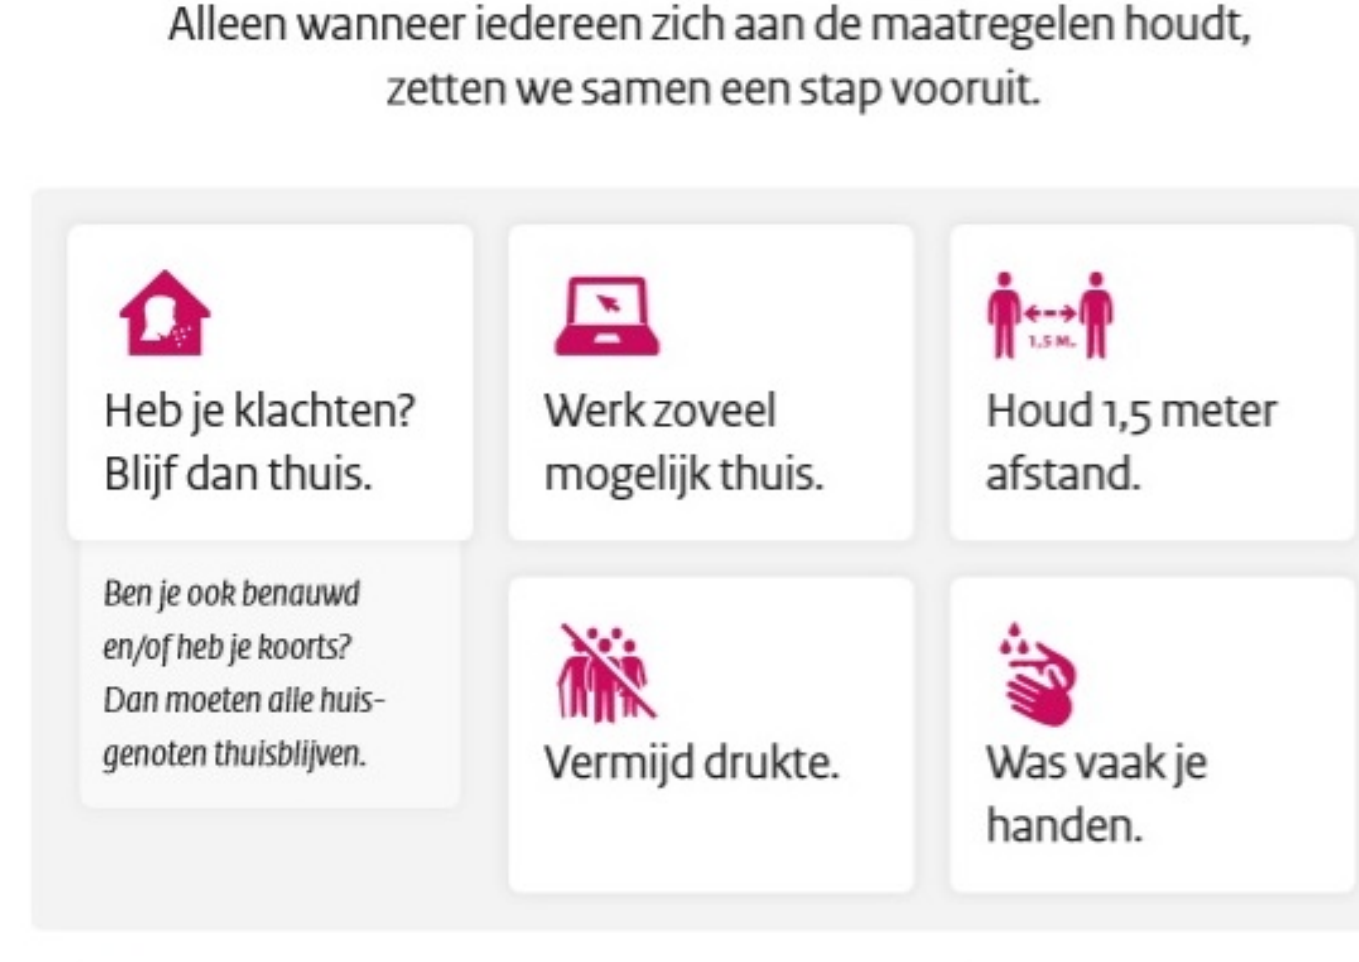 Alleen wanneer iedereen zich aan de maatregelen houdt,
zetten we samen een stap vooruit.
Heb je klachten?
Blijf dan thuis.
Ben je ook benauwd
en/of heb je koorts?
Dan moeten alle huis-
genoten thuisblijven.
Werk zoveel
mogelijk thuis.
1,5 M.
Houd 1,5 meter
afstand.
Vermijd drukte.
Was vaak je
handen.